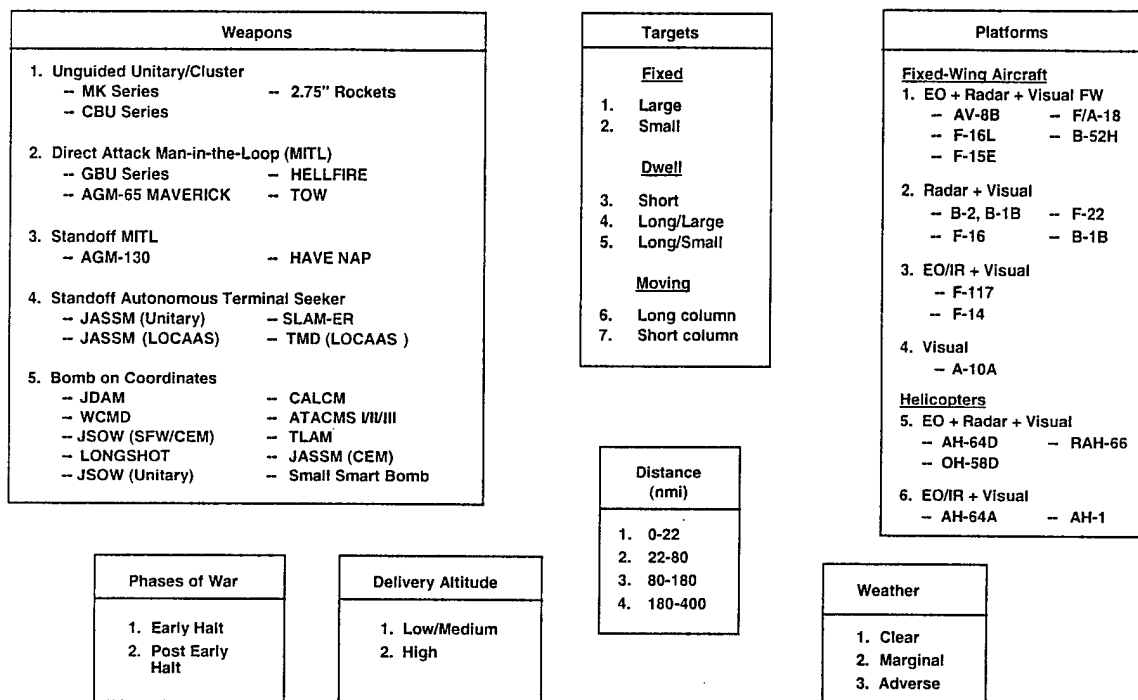 Weapons
1. Unguided Unitary/Cluster
-- MK Series -- 2.75" Rockets
-- CBU Series
2. Direct Attack Man-in-the-Loop (MITL)
-- GBU Series -- HELLFIRE
-- AGM-65 MAVERICK -- TOW
3. Standoff MITL
-- AGM-130 -- HAVE NAP
4. Standoff Autonomous Terminal Seeker
-- JASSM (Unitary) -- SLAM-ER
-- JASSM (LOCAAS) -- TMD (LOCAAS )
5. Bomb on Coordinates
-- JDAM -- CALCM
-- WCMD -- ATACMS I/II/III
-- JSOW (SFW/CEM) -- TLAM
-- LONGSHOT -- JASSM (CEM)
-- JSOW (Unitary) -- Small Smart Bomb
Targets
Fixed
1. Large
2. Small
Dwell
3. Short
4. Long/Large
5. Long/Small
Moving
6. Long column
7. Short column
Platforms
Fixed-Wing Aircraft
1. EO + Radar + Visual FW
-- AV-8B -- F/A-18
-- F-16L -- B-52H
-- F-15E
2. Radar + Visual
-- B-2, B-1B -- F-22
-- F-16 -- B-1B
3. EO/IR + Visual
-- F-117
-- F-14
4. Visual
-- A-10A
Helicopters
5. EO + Radar + Visual
-- AH-64D -- RAH-66
-- OH-58D
6. EO/IR + Visual
-- AH-64A -- AH-1
Distance
(nmi)
1. 0-22
2. 22-80
3. 80-180
4. 180-400
Phases of War
1. Early Halt
2. Post Early
Halt
Delivery Altitude
1. Low/Medium
2. High
Weather
1. Clear
2. Marginal
3. Adverse